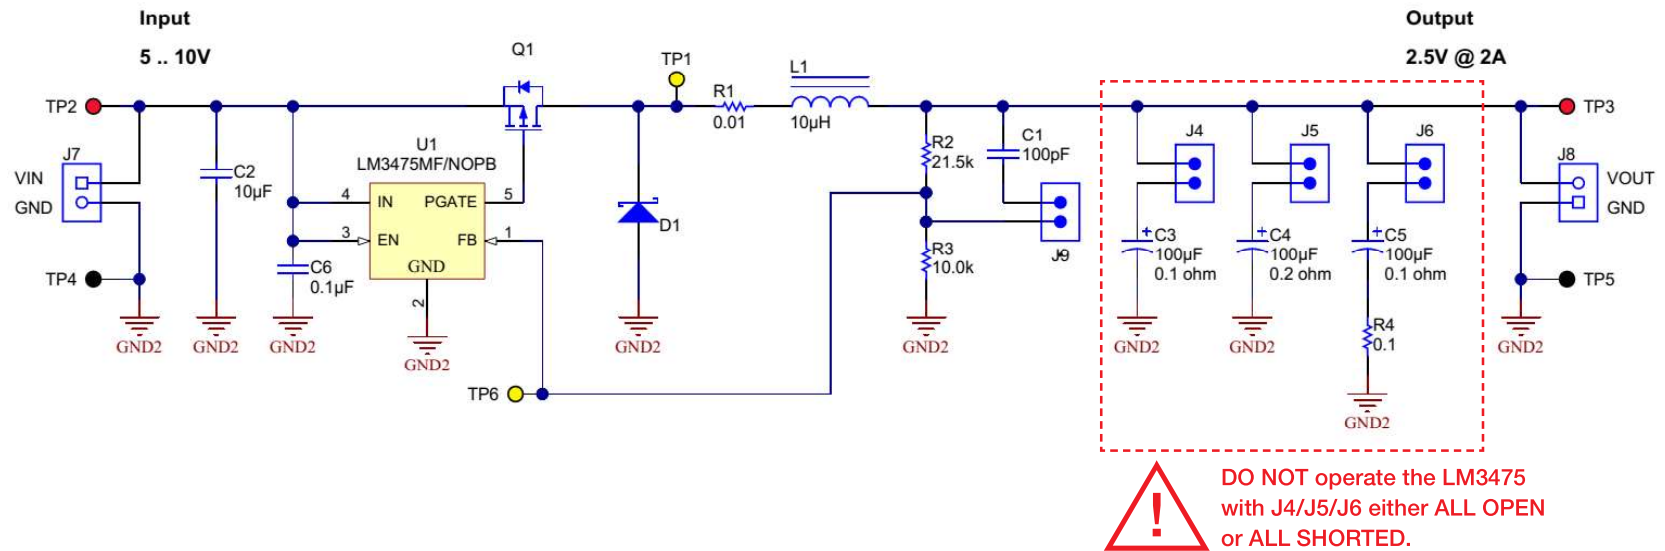 Input
5 .. 10V
Output
2.5V @ 2A
Q1
TP1
L1
TP2
R1
0.01
10µH
TP3
U1
LM3475MF/NOPB
R2
21.5k
C1
100pF
J4
J5
J6
J7
VIN
GND
C2
10µF
4
IN
PGATE
5
3
EN
FB
1
GND
2
D1
J8
VOUT
GND
C6
0.1µF
R3
10.0k
J9
C3
100µF
0.1 ohm
C4
100µF
0.2 ohm
C5
100µF
0.1 ohm
TP4
TP5
R4
0.1
GND2
GND2
GND2
GND2
GND2
GND2
GND2
GND2
GND2
GND2
TP6
+
+
+
!
DO NOT operate the LM3475
with J4/J5/J6 either ALL OPEN
or ALL SHORTED.